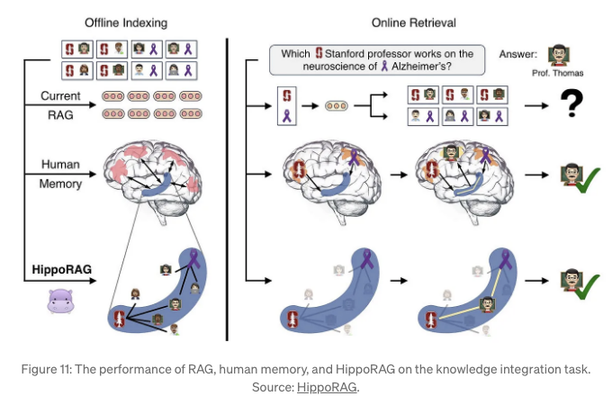 Offline Indexing
Online Retrieval
Which S Stanford professor works on the
neuroscience of Alzheimer's?
Answer:
Prof. Thomas
Current
RAG
?
Human
Memory
HippoRAG
Figure 11: The performance of RAG, human memory, and HippoRAG on the knowledge integration task.
Source: HippoRAG.